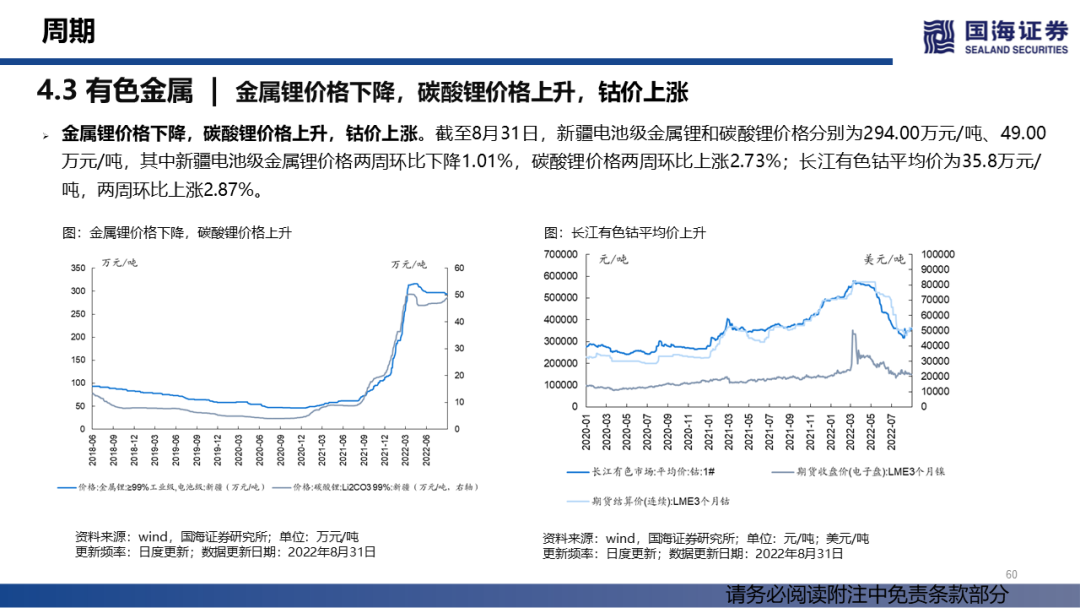 周期
国海证券
SEALAND SECURITIES
4.3 有色金属 | 金属锂价格下降，碳酸锂价格上升，钴价上涨
金属锂价格下降，碳酸锂价格上升，钴价上涨。截至8月31日，新疆电池级金属锂和碳酸锂价格分别为294.00万元/吨、49.00
万元/吨，其中新疆电池级金属锂价格两周环比下降1.01%，碳酸锂价格两周环比上涨2.73%；长江有色钴平均价为35.8万元/
吨，两周环比上涨2.87%。
图：金属锂价格下降，碳酸锂价格上升
万元/吨
万元/吨
350
300
250
200
150
100
50
0
60
50
40
30
20
10
0
2018-06
2018-09
2018-12
2019-03
2019-06
2019-09
2019-12
2020-03
2020-06
2020-09
2020-12
2021-03
2021-06
2021-09
2021-12
2022-03
2022-06
价格:金属锂≥99%工业级,电池级:新疆（万元/吨）
价格:碳酸锂:Li2CO3 99%:新疆（万元/吨，右轴）
资料来源：wind，国海证券研究所；单位：万元/吨
更新频率：日度更新；数据更新日期：2022年8月31日
图：长江有色钴平均价上升
元/吨
美元/吨
700000
600000
500000
400000
300000
200000
100000
0
100000
90000
80000
70000
60000
50000
40000
30000
20000
10000
0
2020-01
2020-03
2020-05
2020-07
2020-09
2020-11
2021-01
2021-03
2021-05
2021-07
2021-09
2021-11
2022-01
2022-03
2022-05
2022-07
长江有色市场:平均价:钴:1#
期货收盘价(电子盘):LME3个月镍
期货结算价(连续):LME3个月钴
资料来源：wind，国海证券研究所；单位：元/吨；美元/吨
更新频率：日度更新；数据更新日期：2022年8月31日
60
请务必阅读附注中免责条款部分